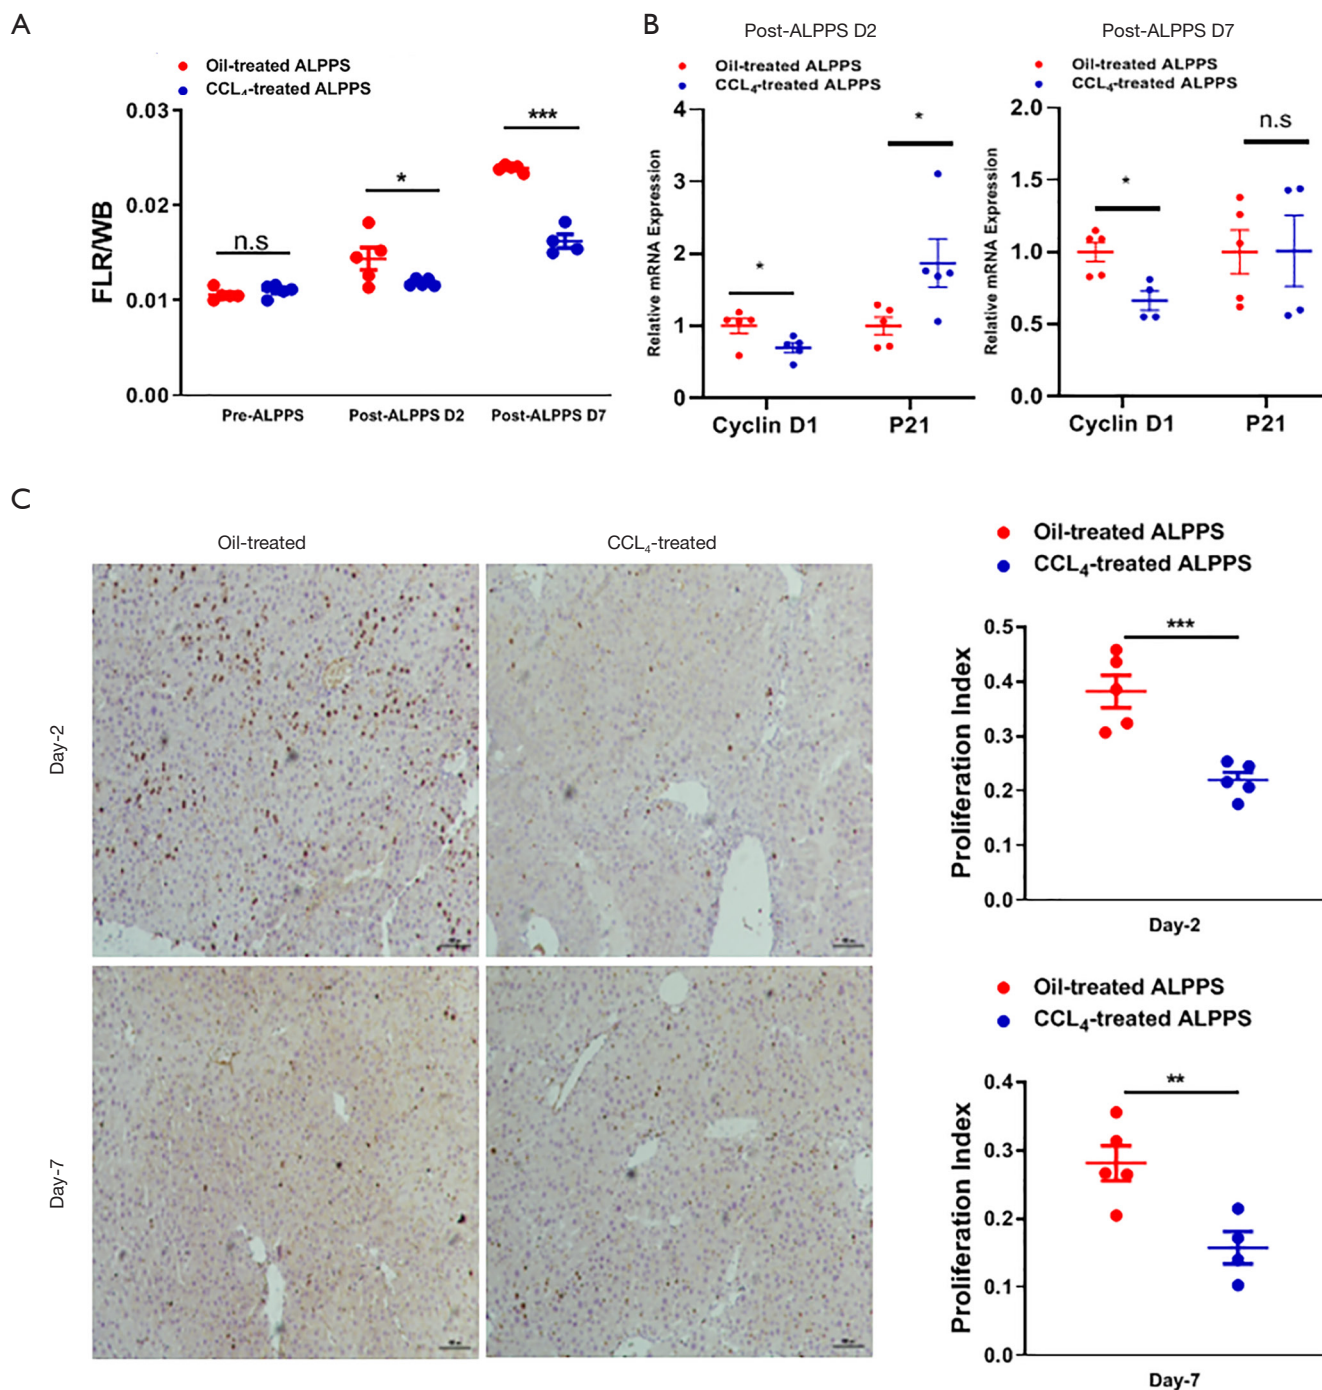 A
Oil-treated ALPPS
CCL4-treated ALPPS
FLR/WB
0.03
0.02
0.01
0.00
n.s
*
***
Pre-ALPPS
Post-ALPPS D2
Post-ALPPS D7
B
Post-ALPPS D2
Oil-treated ALPPS
CCL4-treated ALPPS
Relative mRNA Expression
4
3
2
1
0
*
*
Cyclin D1
P21
Post-ALPPS D7
Oil-treated ALPPS
CCL4-treated ALPPS
Relative mRNA Expression
2.0
1.5
1.0
0.5
0.0
*
n.s
Cyclin D1
P21
C
Oil-treated
CCL4-treated
Day-2
Day-7
Oil-treated ALPPS
CCL4-treated ALPPS
Proliferation Index
0.5
0.4
0.3
0.2
0.1
0.0
***
Day-2
Oil-treated ALPPS
CCL4-treated ALPPS
Proliferation Index
0.4
0.3
0.2
0.1
0.0
**
Day-7